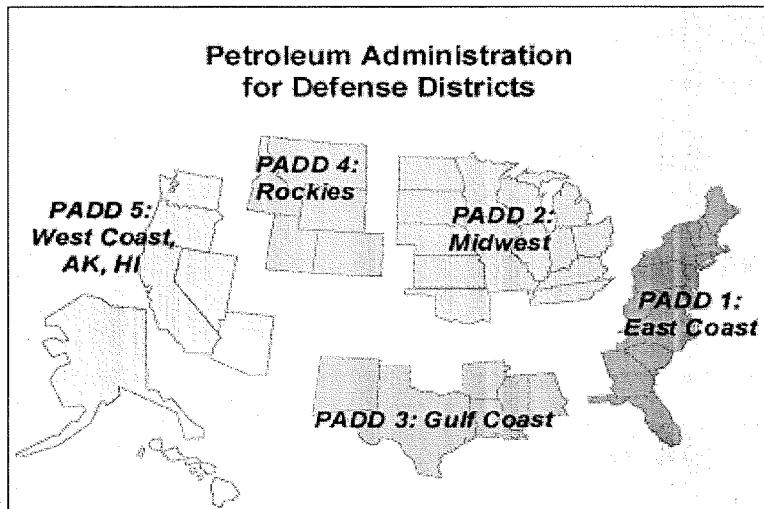 Petroleum Administration
for Defense Districts
PADD 4:
Rockies
PADD 5:
West Coast,
AK, HI
PADD 2:
Midwest
PADD 1:
East Coast
PADD 3: Gulf Coast